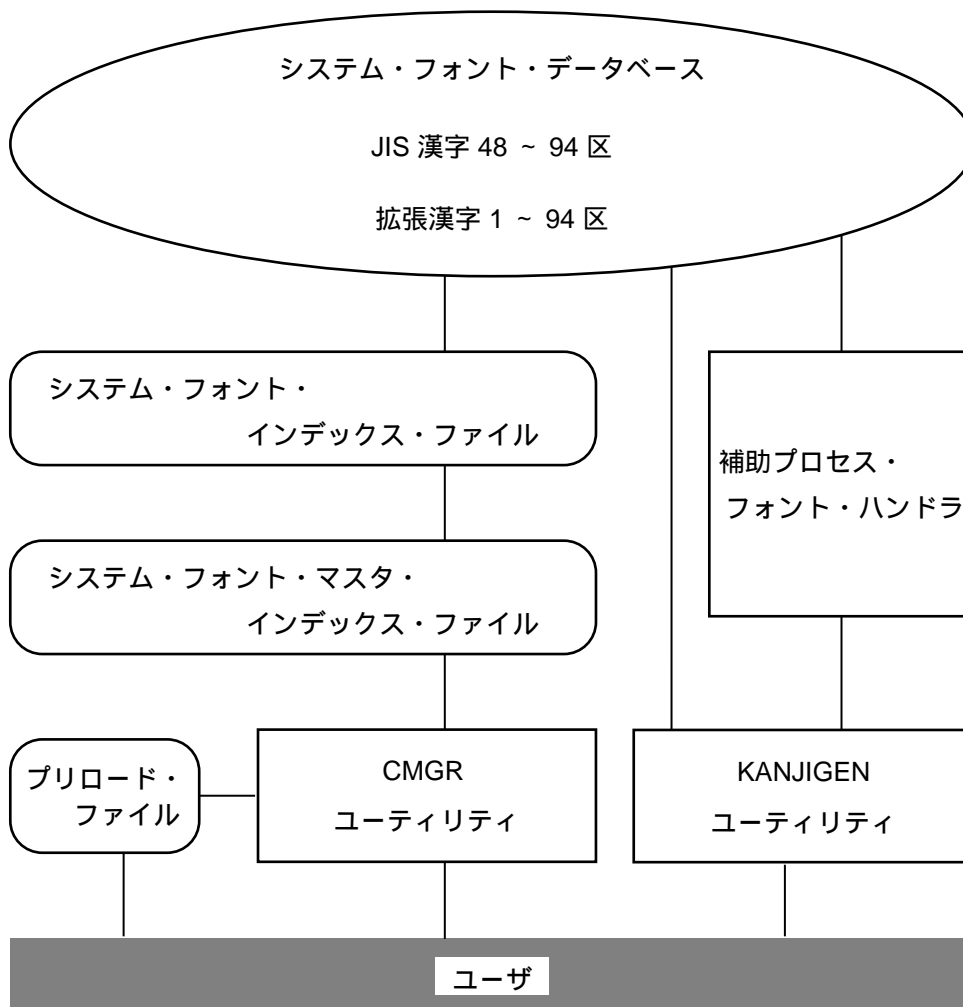 システム・フォント・データベース
JIS 漢字 48 ~ 94 区
拡張漢字 1 ~ 94 区
システム・フォント・
インデックス・ファイル
システム・フォント・マスタ・
インデックス・ファイル
補助プロセス・
フォント・ハンドラ
プリロード・
ファイル
CMGR
ユーティリティ
KANJIGEN
ユーティリティ
ユーザ